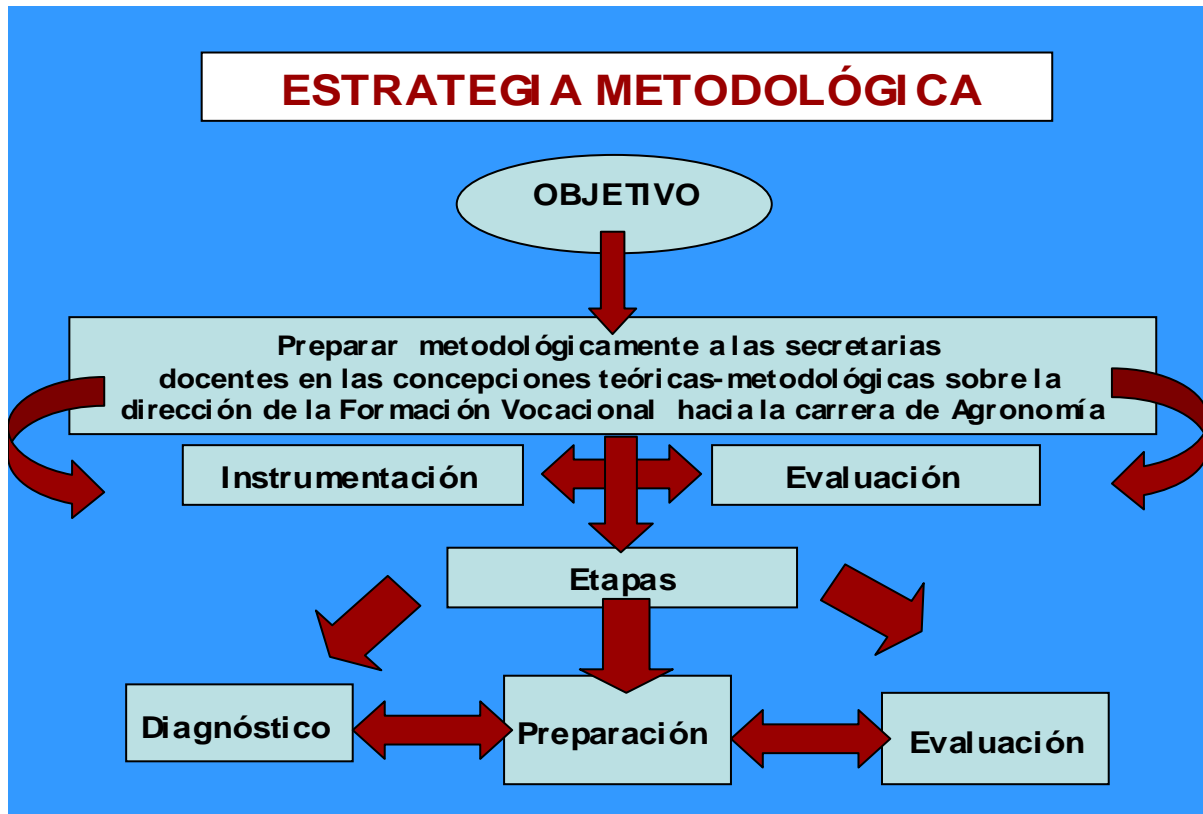 ESTRATEGIA METODOLÓGICA
OBJETIVO
Preparar metodológicamente a las secretarias
docentes en las concepciones teóricas-metodológicas sobre la
dirección de la Formación Vocacional hacia la carrera de Agronomía
Instrumentación
Evaluación
Etapas
Diagnóstico
Preparación
Evaluación